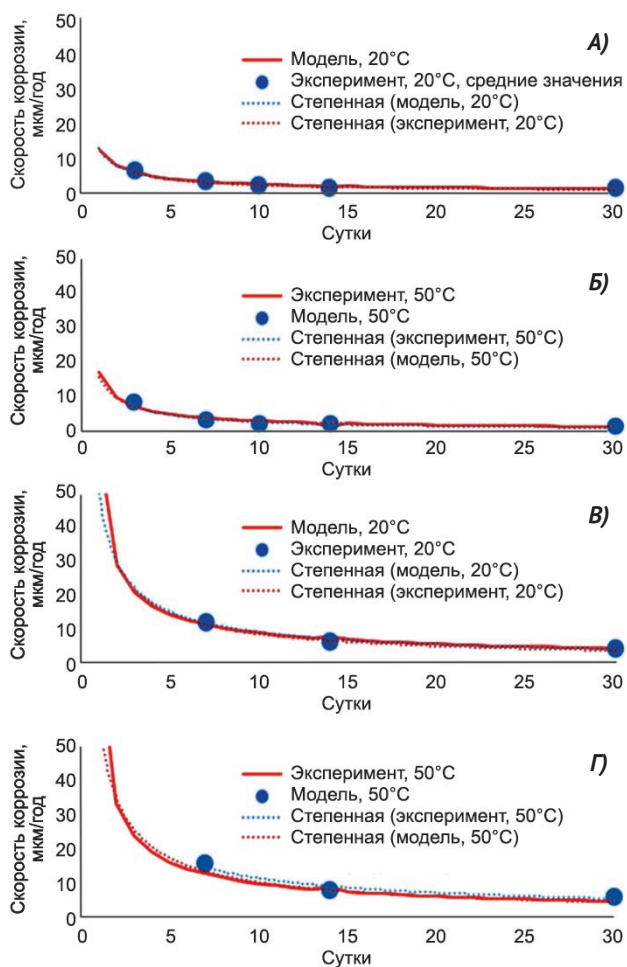 50
40
30
20
10
0
Скорость коррозии,
мкм/год
А)
Модель, 20°С
Эксперимент, 20°С, средние значения
Степенная (модель, 20°С)
Степенная (эксперимент, 20°С)
0 5 10 15 20 25 30
Сутки
50
40
30
20
10
0
Скорость коррозии,
мкм/год
Б)
Эксперимент, 50°С
Модель, 50°С
Степенная (эксперимент, 50°С)
Степенная (модель, 50°С)
0 5 10 15 20 25 30
Сутки
50
40
30
20
10
0
Скорость коррозии,
мкм/год
В)
Модель, 20°С
Эксперимент, 20°С
Степенная (модель, 20°С)
Степенная (эксперимент, 20°С)
0 5 10 15 20 25 30
Сутки
50
40
30
20
10
0
Скорость коррозии,
мкм/год
Г)
Эксперимент, 50°С
Модель, 50°С
Степенная (эксперимент, 50°С)
Степенная (модель, 50°С)
0 5 10 15 20 25 30
Сутки